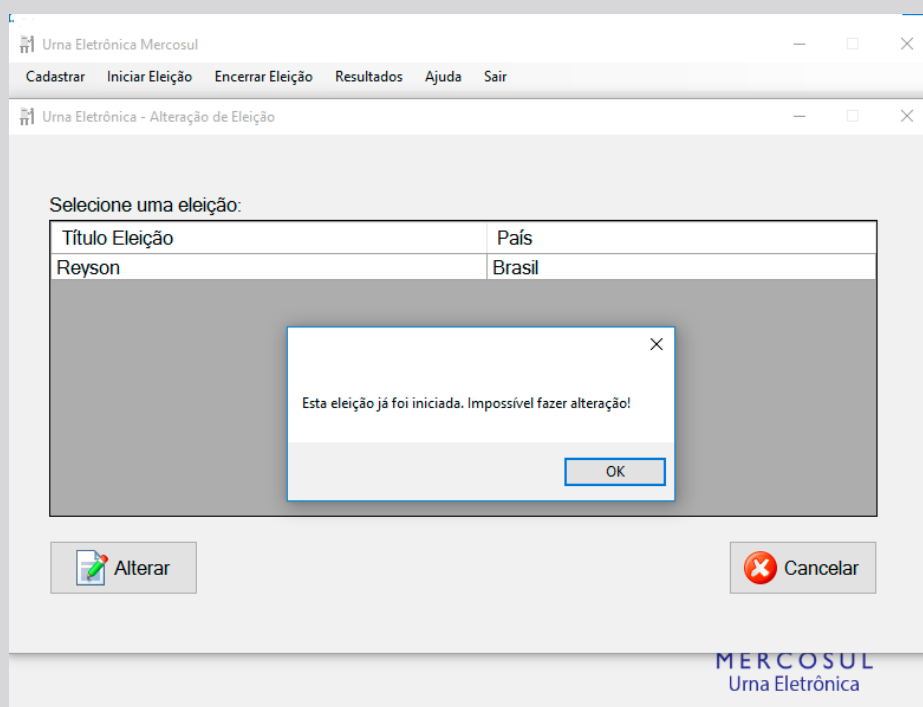 Urna Eletrônica Mercosul
Cadastrar Iniciar Eleição Encerrar Eleição Resultados Ajuda Sair
Urna Eletrônica - Alteração de Eleição
Selecione uma eleição:
Título Eleição País
Reyson Brasil
Esta eleição já foi iniciada. Impossível fazer alteração!
OK
Alterar Cancelar
MERCOSUL
Urna Eletrônica